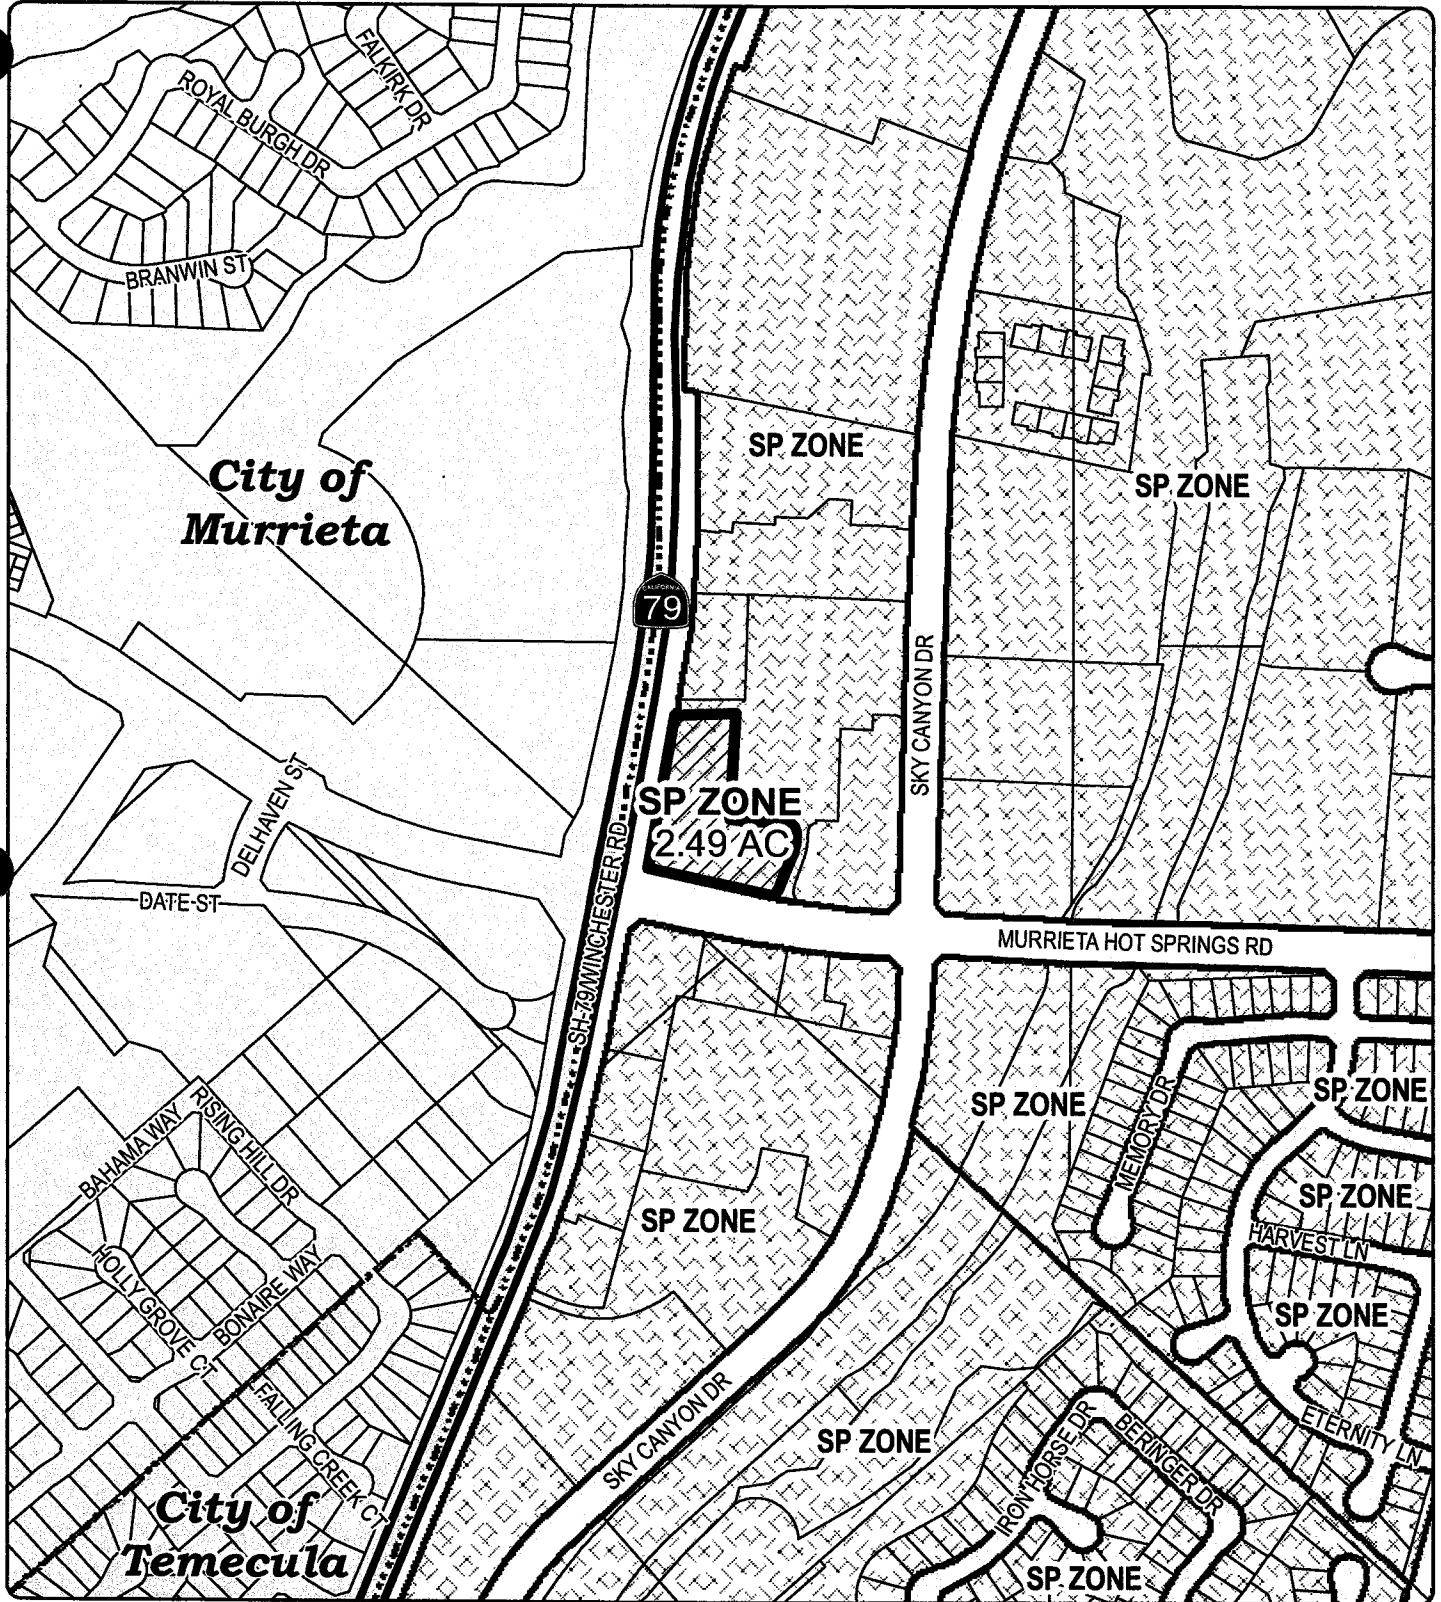 FALKIRK DR
ROYAL BURGH DR
BRANWIN ST
City of
Murrieta
SP ZONE
SP ZONE
CALIFORNIA
79
SKY CANYON DR
SP ZONE
2.49 AC
DELHAVEN ST
DATE ST
SH-79/WINCHESTER RD
MURRIETA HOT SPRINGS RD
BAHAMA WAY
RISING HILL DR
MEMORY DR
SP ZONE
SP ZONE
SP ZONE
SP ZONE
HARVEST LN
HOLLY GROVE CT
BONAIRE WAY
SP ZONE
FALLING CREEK CT
SKY CANYON DR
SP ZONE
IRON HORSE DR
BERINGER DR
ETERNITY LN
City of
Temecula
SP ZONE